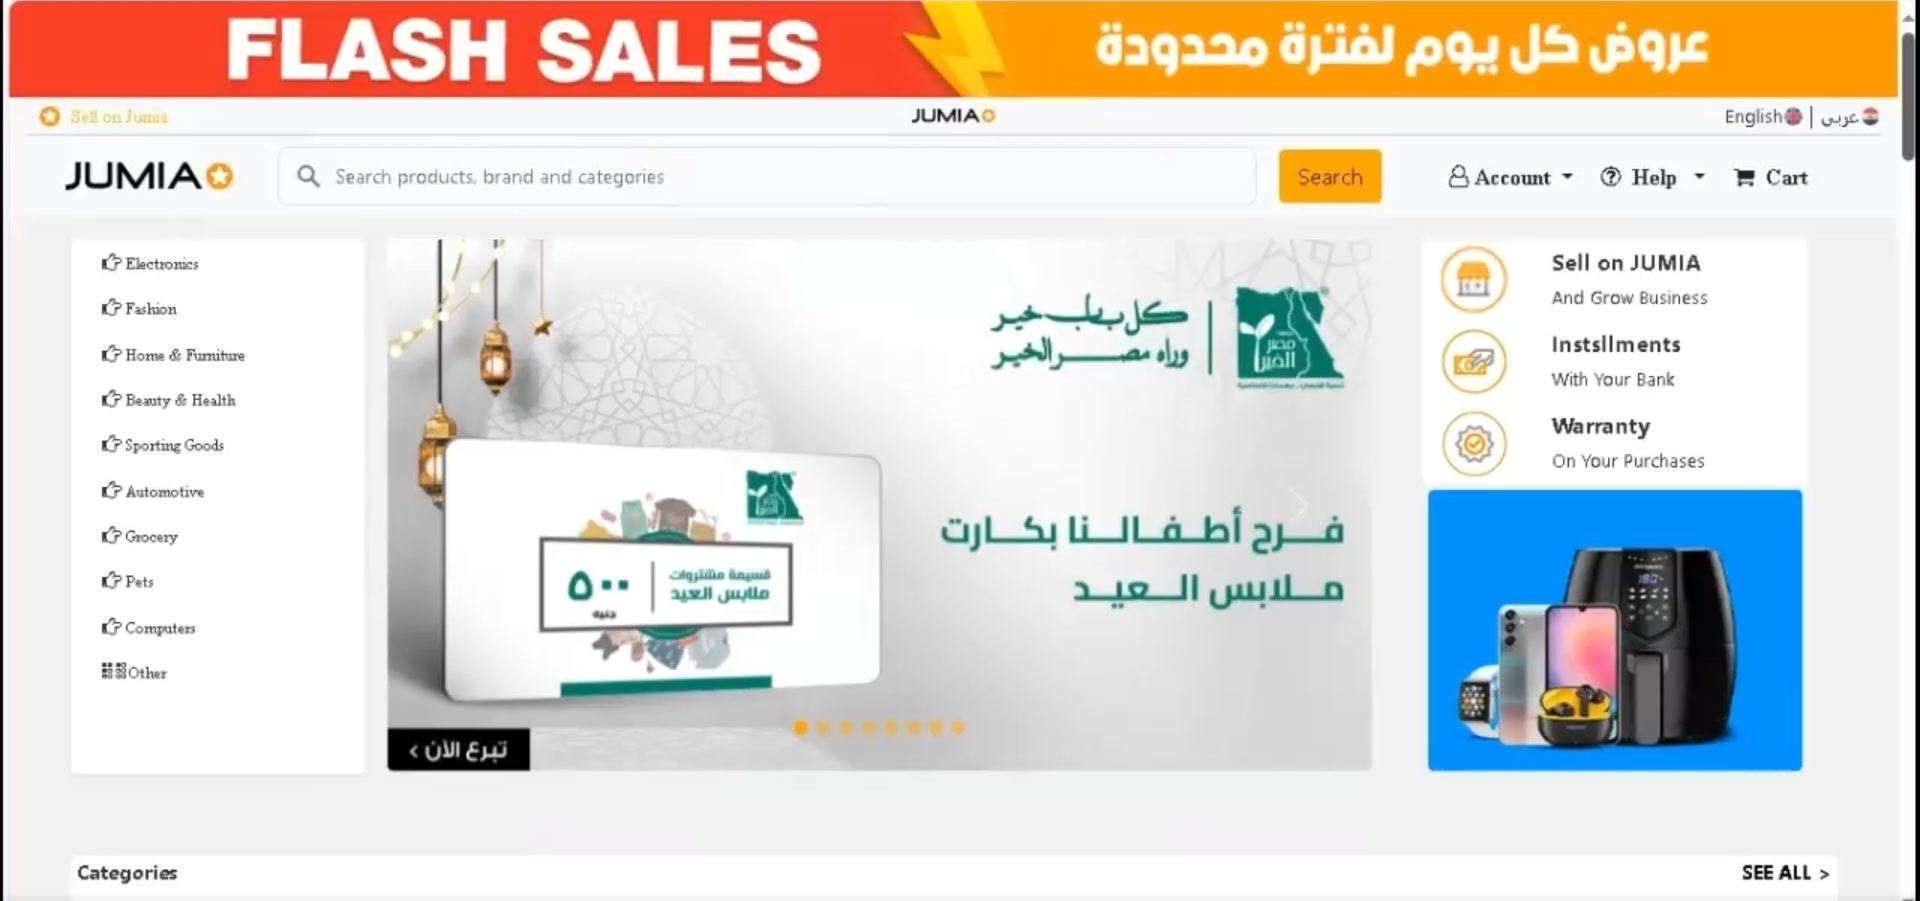 FLASH SALES
عروض كل يوم لفترة محدودة
Sell on Jumia
JUMIA
English | عربى
JUMIA
Search products, brand and categories
Search
Account
Help
Cart
Electronics
Fashion
Home & Furniture
Beauty & Health
Sporting Goods
Automotive
Grocery
Pets
Computers
Other
كل باب خير
وراه مصر الخير
مصر
الخير
فرح أطفالنا بكارت
ملابس العيد
قسيمة مشتروات
ملابس العيد
٥٠٠
جنيه
تبرع الآن >
Sell on JUMIA
And Grow Business
Instsllments
With Your Bank
Warranty
On Your Purchases
Categories
SEE ALL >